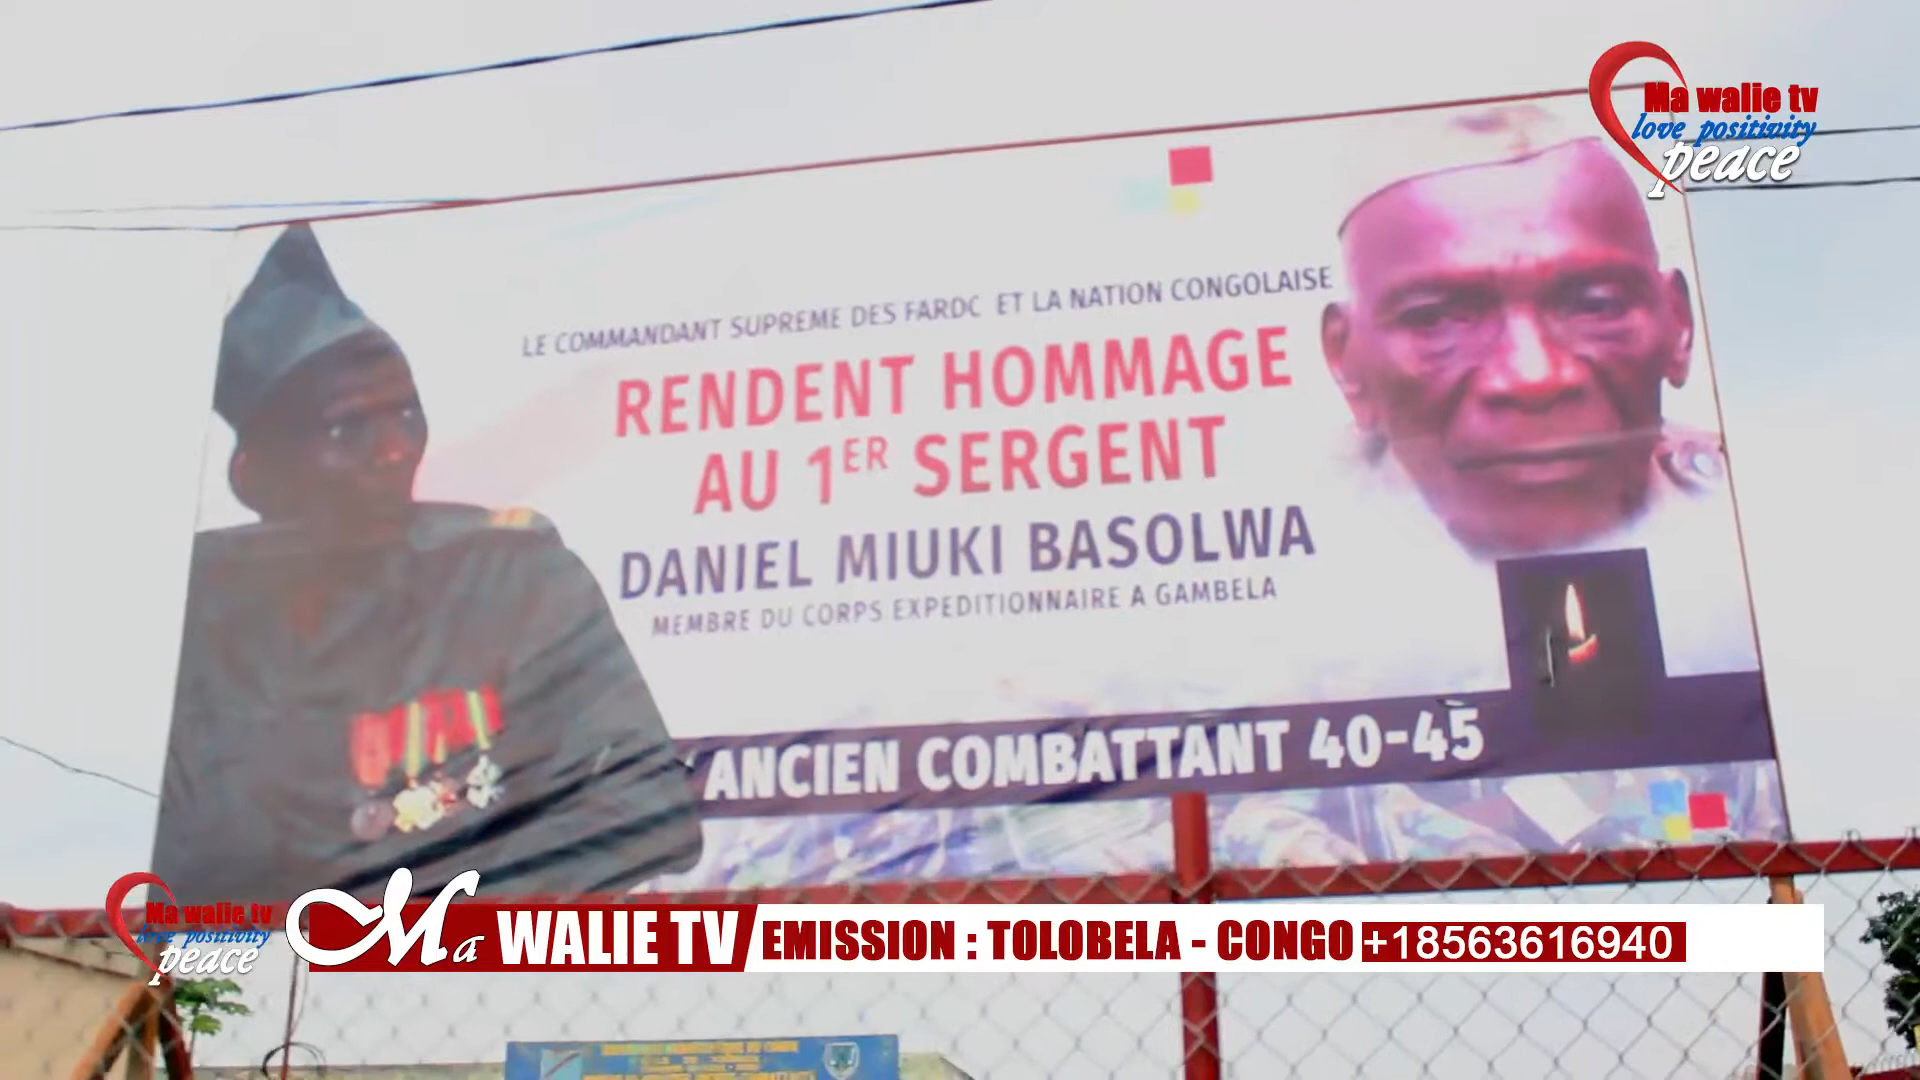 Ma walie tv
love positivity
peace
LE COMMANDANT SUPREME DES FARDC ET LA NATION CONGOLAISE
RENDENT HOMMAGE
AU 1ER SERGENT
DANIEL MIUKI BASOLWA
MEMBRE DU CORPS EXPEDITIONNAIRE A GAMBELA
ANCIEN COMBATTANT 40-45
Ma walie tv
love positivity
peace
Ma WALIE TV EMISSION : TOLOBELA - CONGO +18563616940